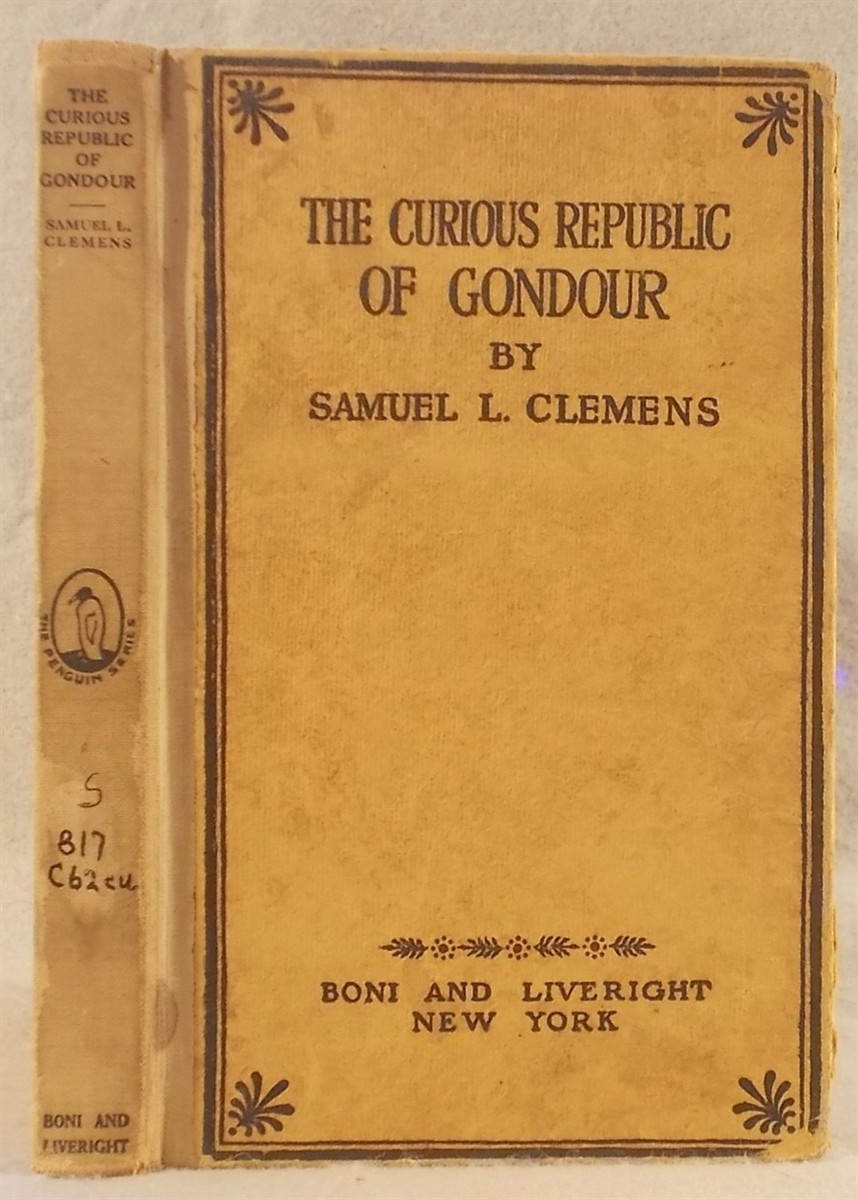 THE
CURIOUS
REPUBLIC
OF
GONDOUR
SAMUEL L.
CLEMENS
THE PENGUIN SERIES
S
817
C62cu
BONI AND
LIVERIGHT
THE CURIOUS REPUBLIC
OF GONDOUR
BY
SAMUEL L. CLEMENS
BONI AND LIVERIGHT
NEW YORK